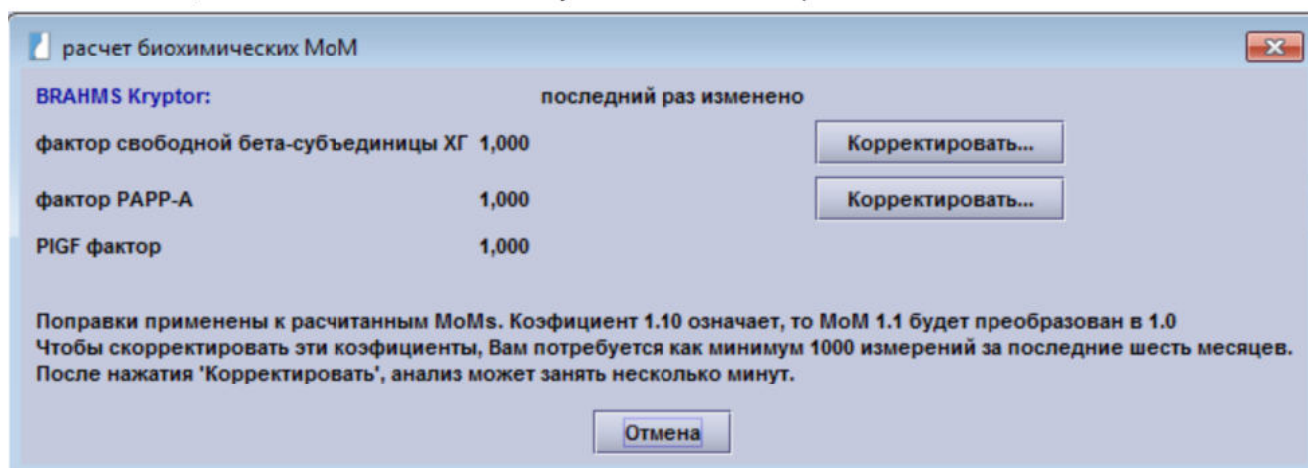 расчет биохимических МоМ
BRAHMS Kryptor: последний раз изменено
фактор свободной бета-субъединицы ХГ 1,000 Корректировать...
фактор PAPP-A 1,000 Корректировать...
PlGF фактор 1,000
Поправки применены к расчитанным MoMs. Коэфициент 1.10 означает, то МоМ 1.1 будет преобразован в 1.0
Чтобы скорректировать эти коэфициенты, Вам потребуется как минимум 1000 измерений за последние шесть месяцев.
После нажатия 'Корректировать', анализ может занять несколько минут.
Отмена